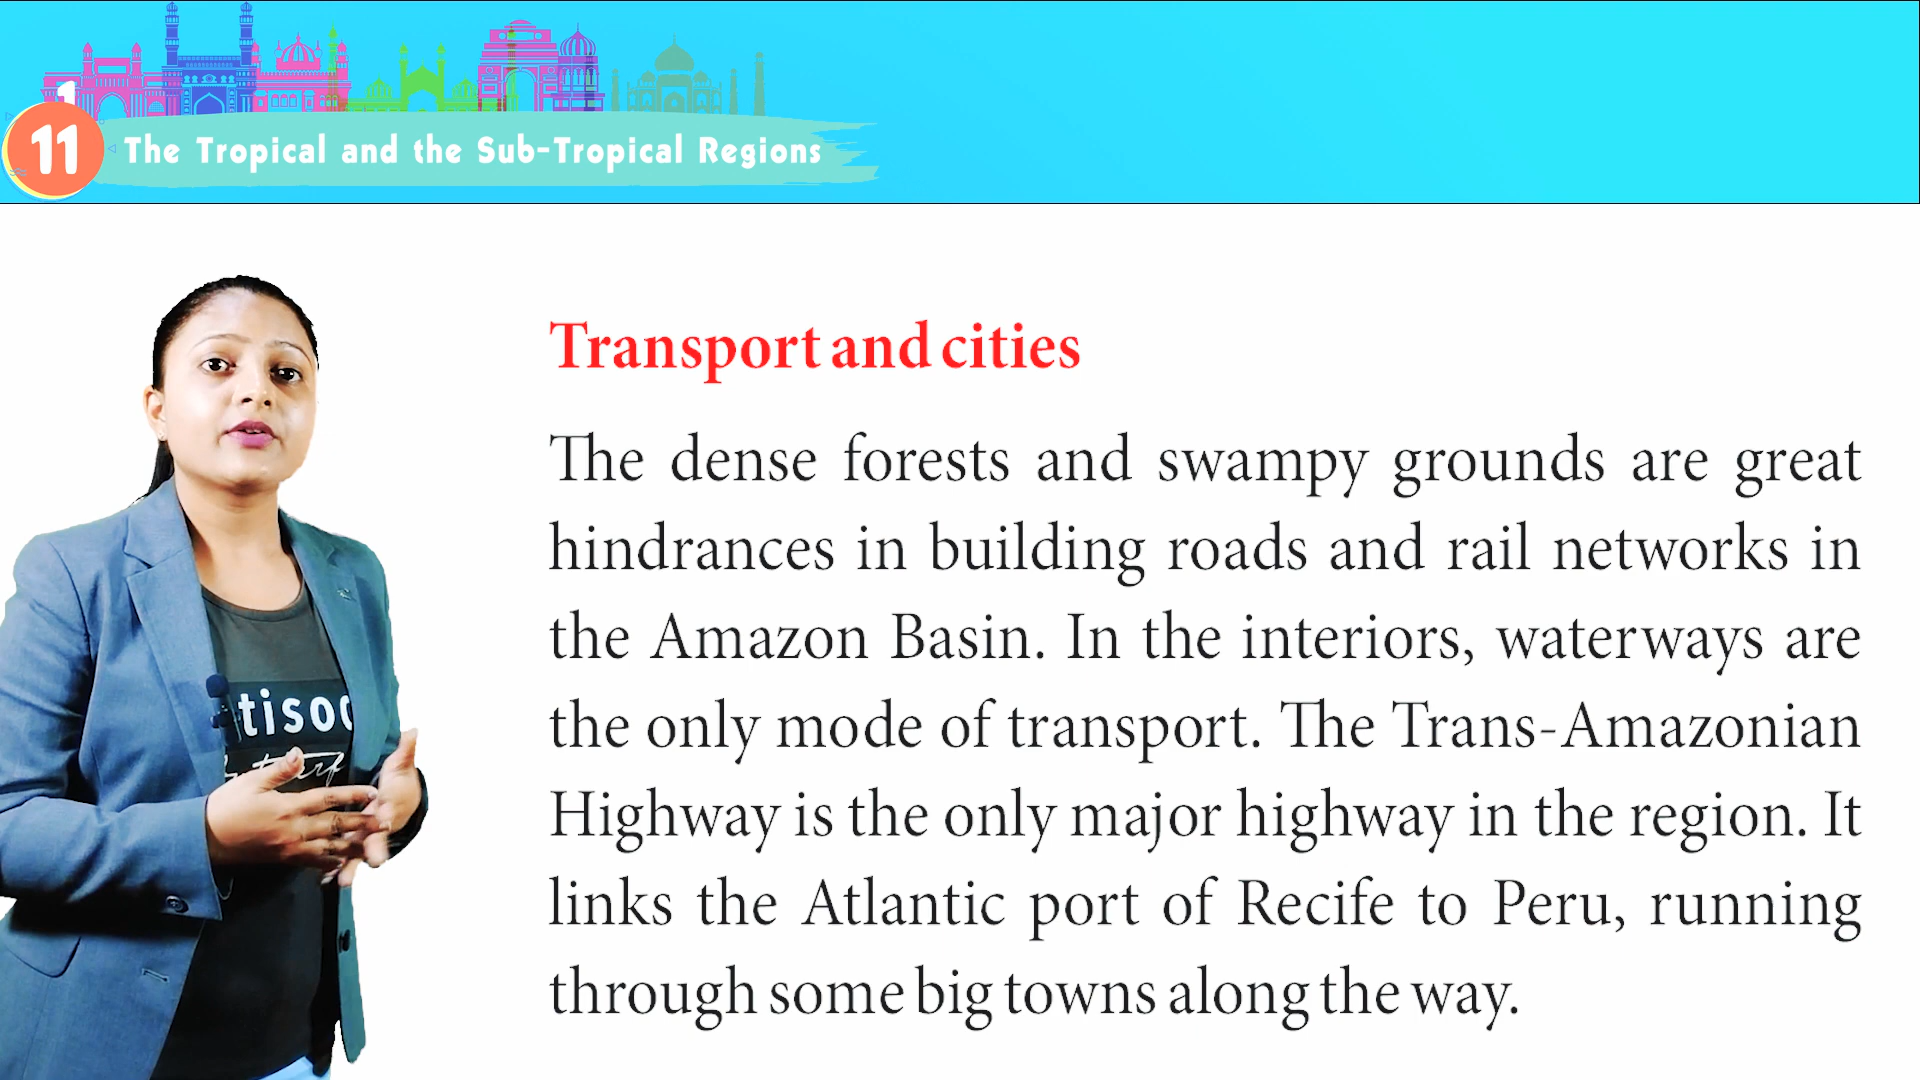 11 The Tropical and the Sub-Tropical Regions
Transport and cities
The dense forests and swampy grounds are great
hindrances in building roads and rail networks in
the Amazon Basin. In the interiors, waterways are
the only mode of transport. The Trans-Amazonian
Highway is the only major highway in the region. It
links the Atlantic port of Recife to Peru, running
through some big towns along the way.
tiso